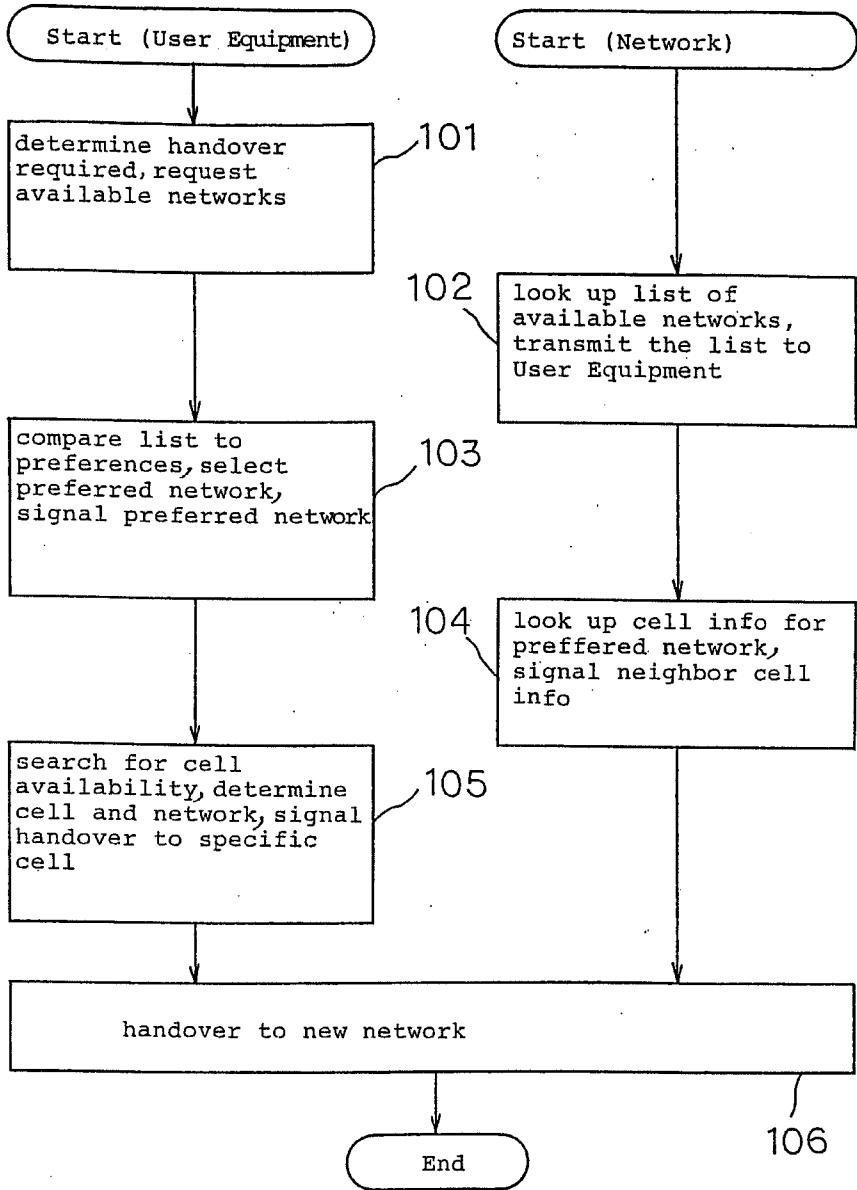 Start (User Equipment)
Start (Network)
determine handover
required, request
available networks
101
102
look up list of
available networks,
transmit the list to
User Equipment
compare list to
preferences, select
preferred network,
signal preferred network
103
104
look up cell info for
preffered network,
signal neighbor cell
info
search for cell
availability, determine
cell and network, signal
handover to specific
cell
105
handover to new network
106
End